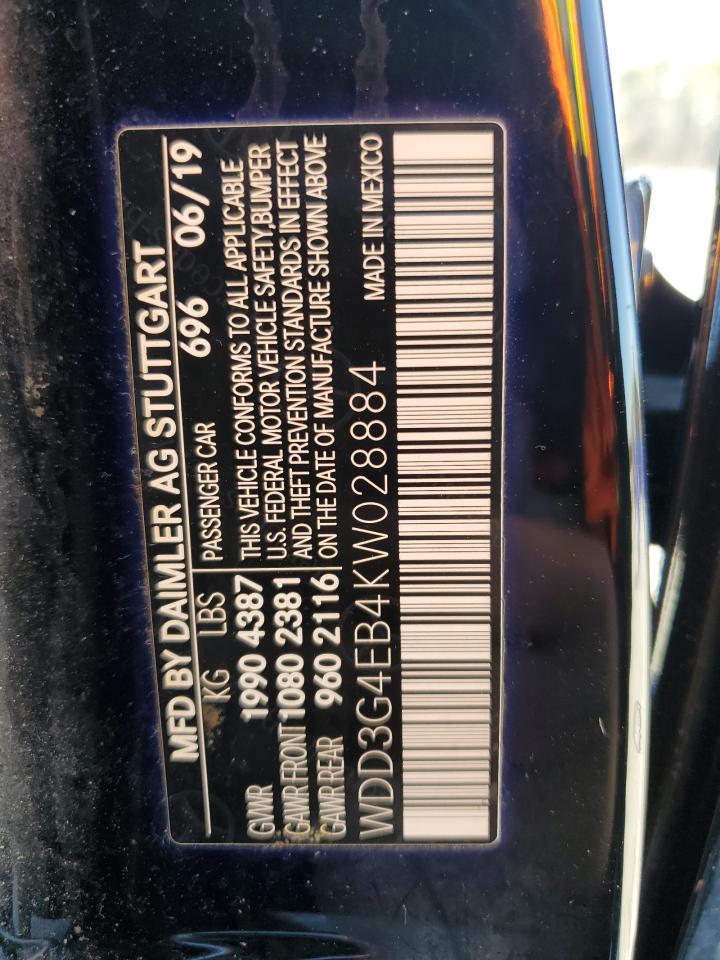 MFD BY DAIMLER AG STUTTGART
KG LBS PASSENGER CAR 696 06/19
GVWR 1990 4387 THIS VEHICLE CONFORMS TO ALL APPLICABLE
GAWR FRONT 1080 2381 U.S. FEDERAL MOTOR VEHICLE SAFETY,BUMPER
AND THEFT PREVENTION STANDARDS IN EFFECT
GAWR REAR 960 2116 ON THE DATE OF MANUFACTURE SHOWN ABOVE
WDD3G4EB4KW028884 MADE IN MEXICO